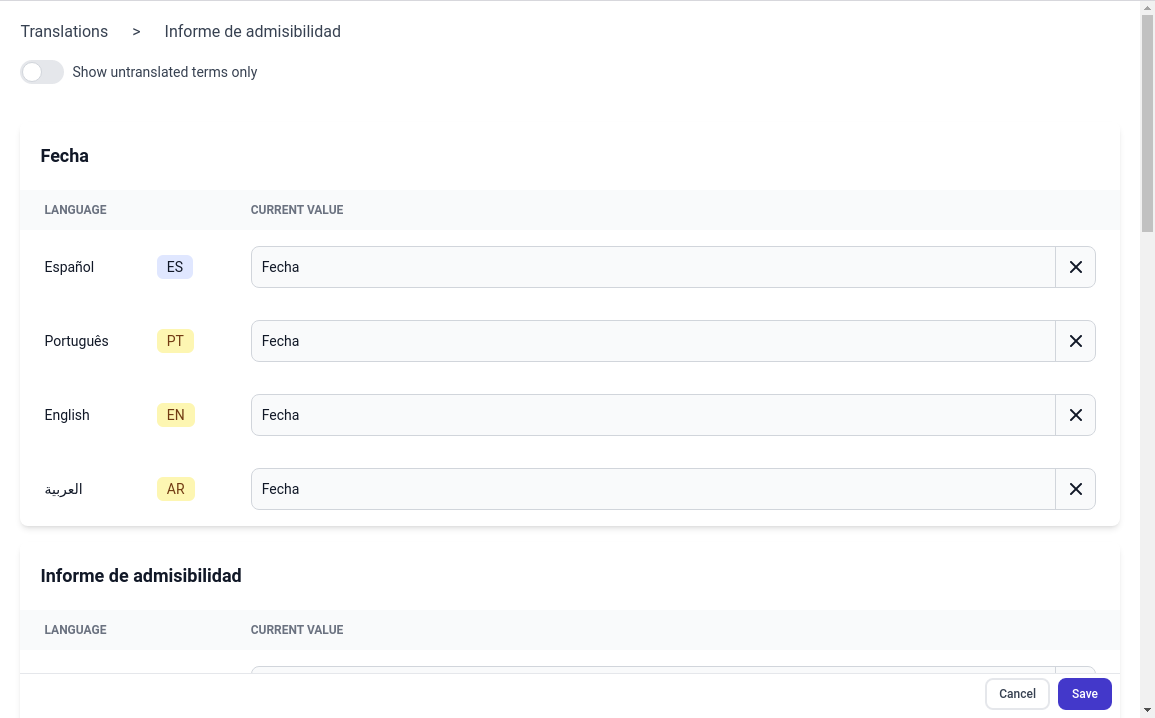 Translations > Informe de admisibilidad
Show untranslated terms only
Fecha
LANGUAGE CURRENT VALUE
Español ES Fecha
Português PT Fecha
English EN Fecha
العربية AR Fecha
Informe de admisibilidad
LANGUAGE CURRENT VALUE
Cancel Save